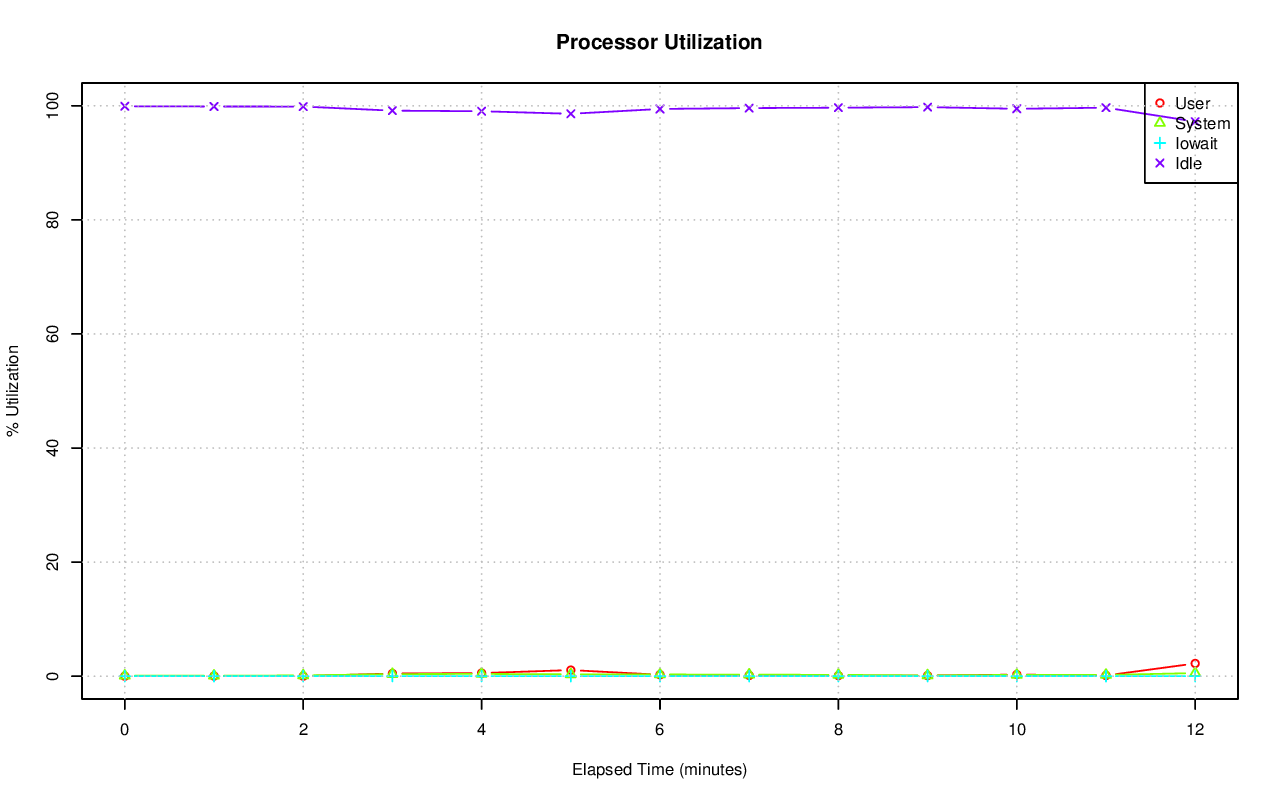 Processor Utilization
% Utilization
100
80
60
40
20
0
User
System
Iowait
Idle
0 2 4 6 8 10 12
Elapsed Time (minutes)